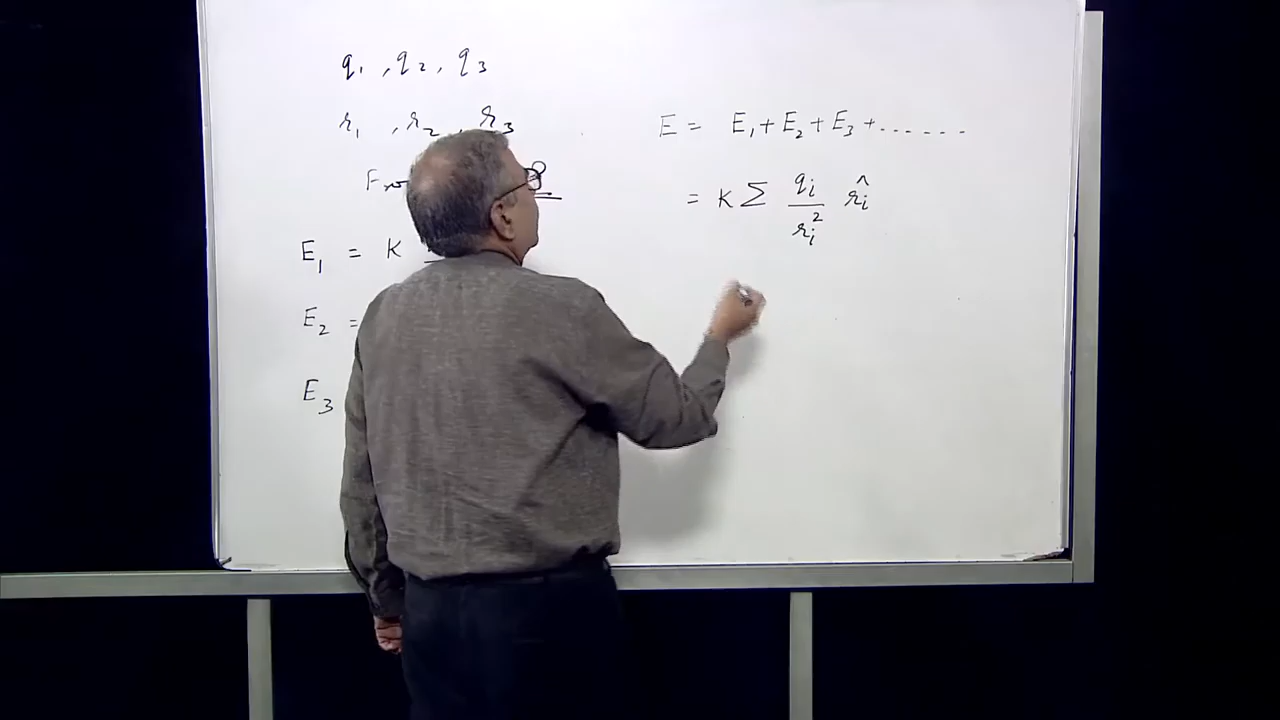 q₁ , q₂ , q₃
r₁ , r₂ , r₃
E₁ = K
E₂ =
E₃
E = E₁ + E₂ + E₃ + . . . . . .
= K Σ qᵢ / rᵢ² r̂ᵢ